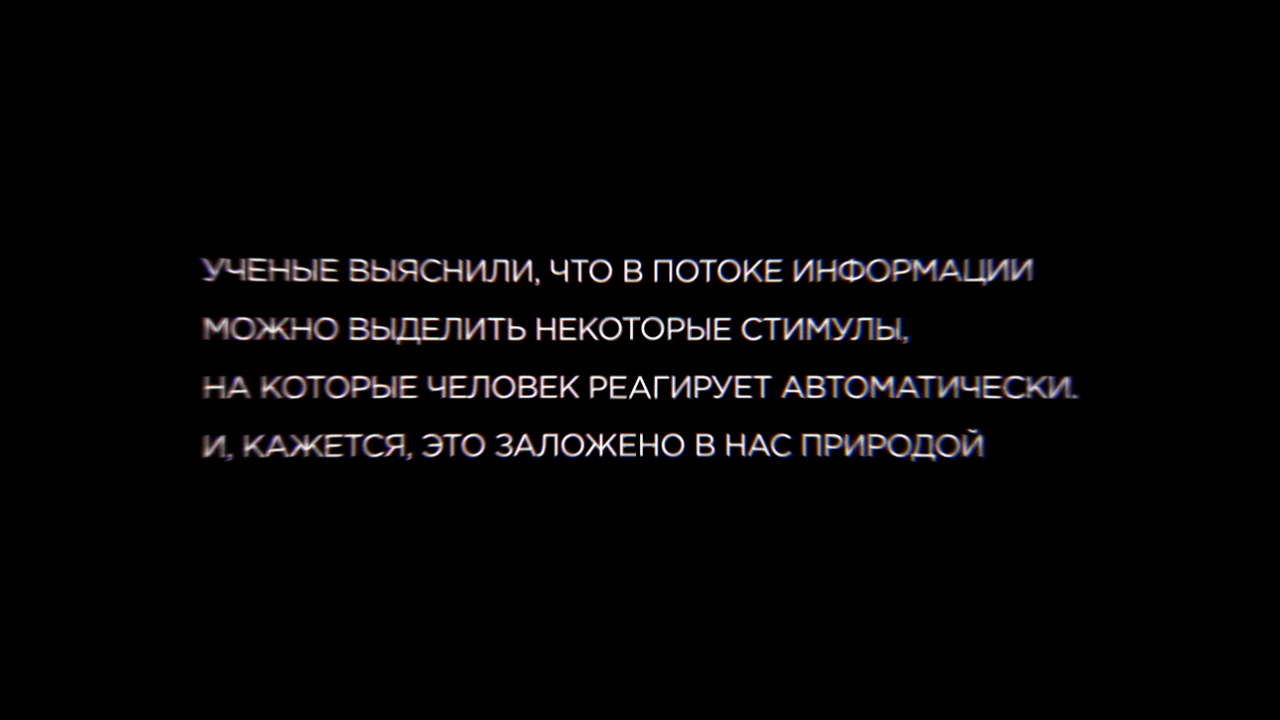 УЧЕНЫЕ ВЫЯСНИЛИ, ЧТО В ПОТОКЕ ИНФОРМАЦИИ
МОЖНО ВЫДЕЛИТЬ НЕКОТОРЫЕ СТИМУЛЫ,
НА КОТОРЫЕ ЧЕЛОВЕК РЕАГИРУЕТ АВТОМАТИЧЕСКИ.
И, КАЖЕТСЯ, ЭТО ЗАЛОЖЕНО В НАС ПРИРОДОЙ